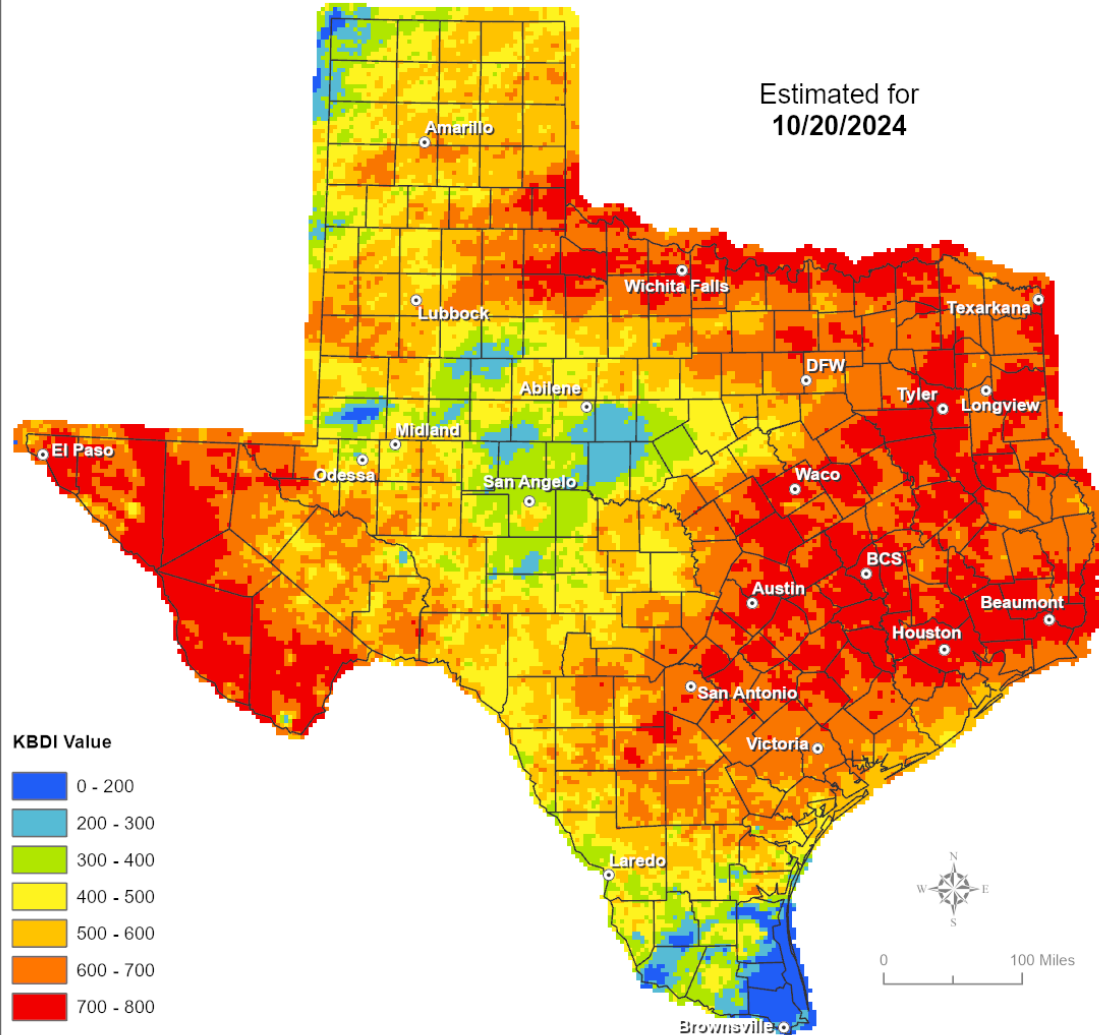 Estimated for
10/20/2024
Amarillo
Wichita Falls
Lubbock
Texarkana
DFW
Abilene
Tyler
Longview
Midland
El Paso
Odessa
San Angelo
Waco
BCS
Austin
Beaumont
Houston
San Antonio
Victoria
Laredo
Brownsville
KBDI Value
0 - 200
200 - 300
300 - 400
400 - 500
500 - 600
600 - 700
700 - 800
N
W
E
S
0
100 Miles